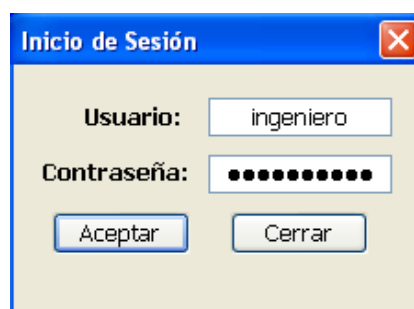 Inicio de Sesión
Usuario: ingeniero
Contraseña: ●●●●●●●●●●
Aceptar Cerrar